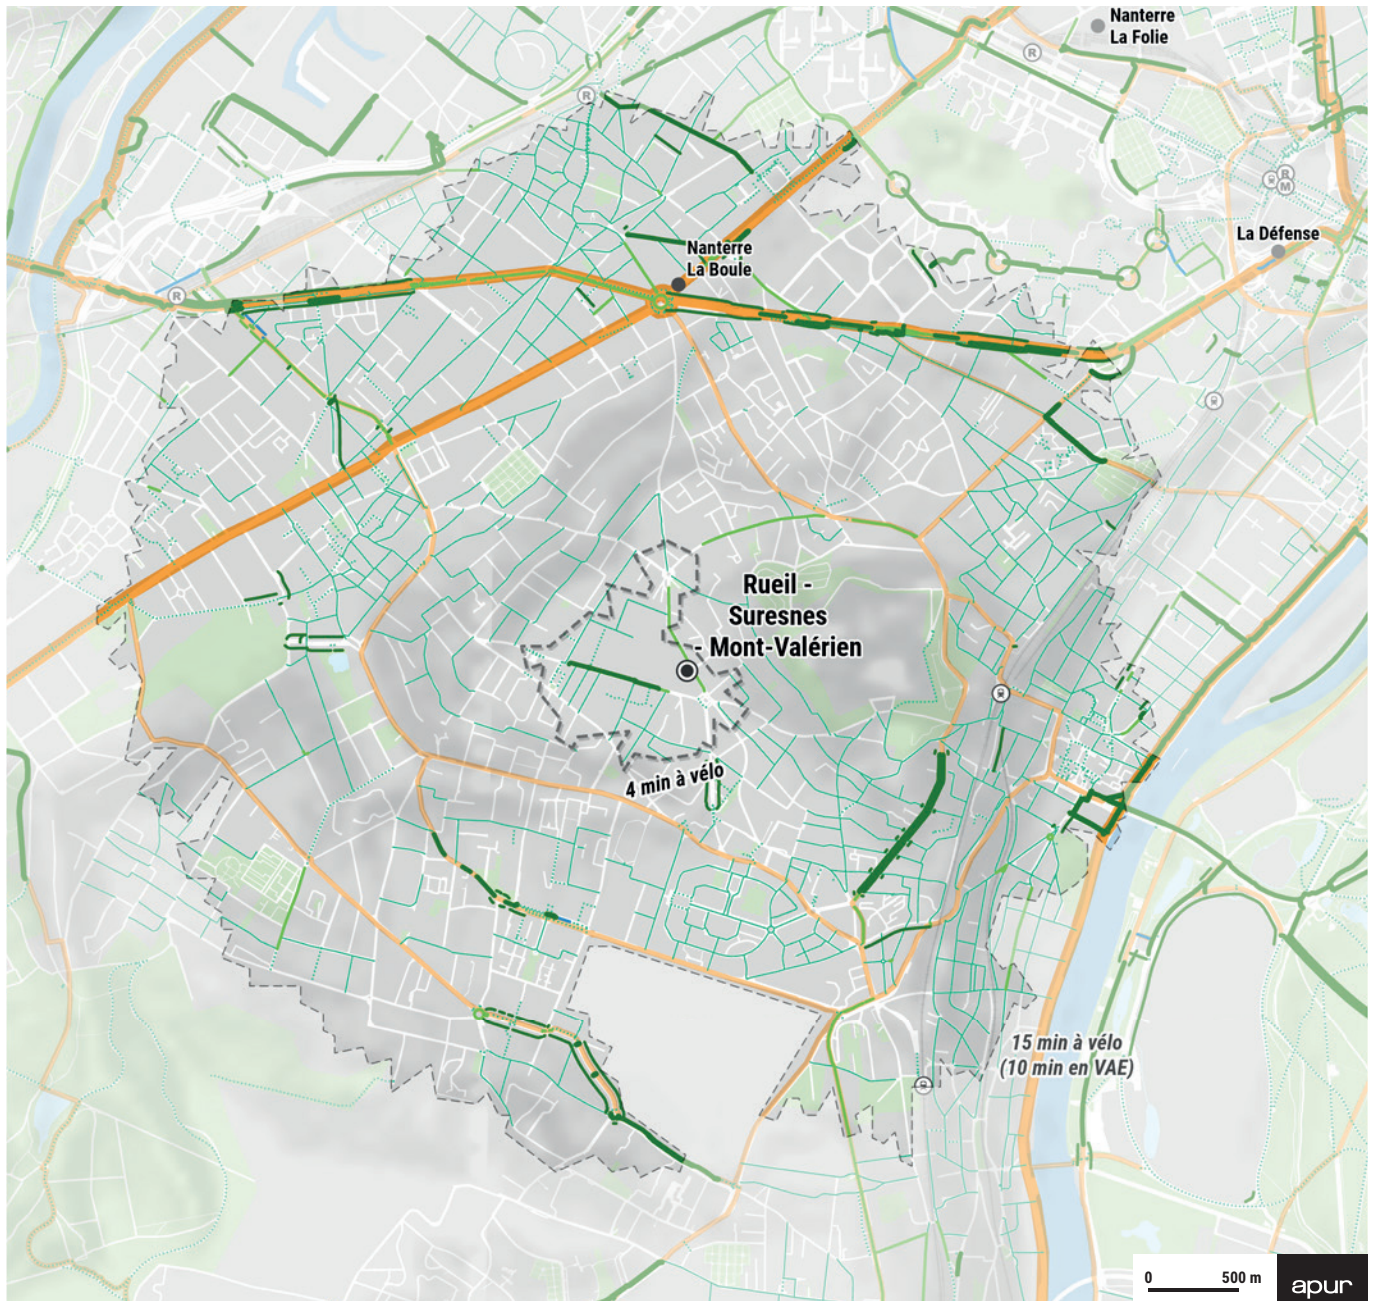 Nanterre
La Folie
R
R
R
M
La Défense
Nanterre
La Boule
R
Rueil -
Suresnes
- Mont-Valérien
4 min à vélo
15 min à vélo
(10 min en VAE)
0 500 m
apur